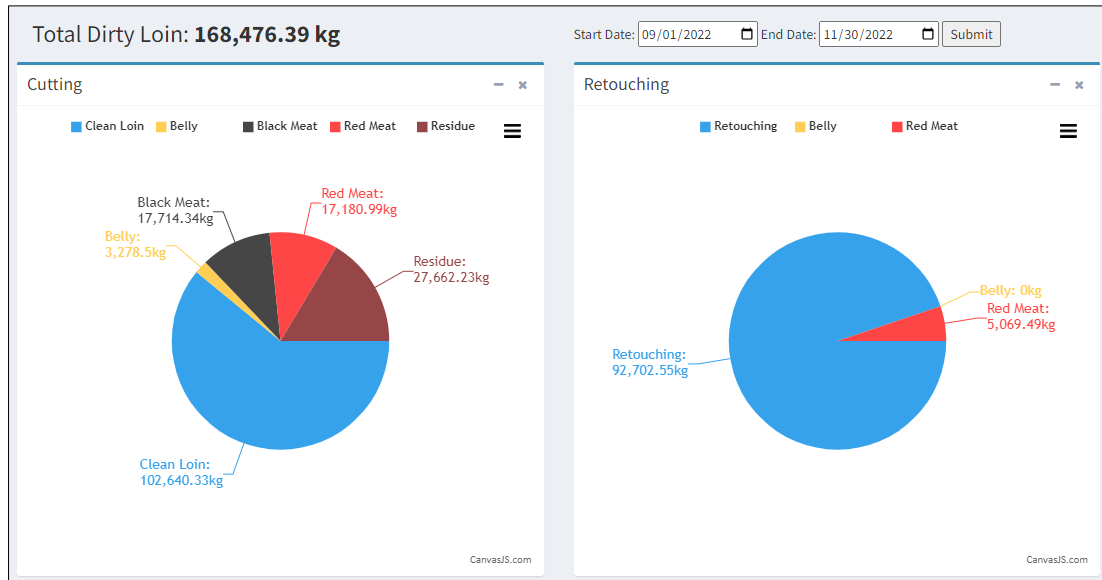 Total Dirty Loin: 168,476.39 kg
Start Date: 09/01/2022 End Date: 11/30/2022 Submit
Cutting
Clean Loin Belly Black Meat Red Meat Residue
Black Meat:
17,714.34kg
Red Meat:
17,180.99kg
Belly:
3,278.5kg
Residue:
27,662.23kg
Clean Loin:
102,640.33kg
CanvasJS.com
Retouching
Retouching Belly Red Meat
Belly: 0kg
Red Meat:
5,069.49kg
Retouching:
92,702.55kg
CanvasJS.com